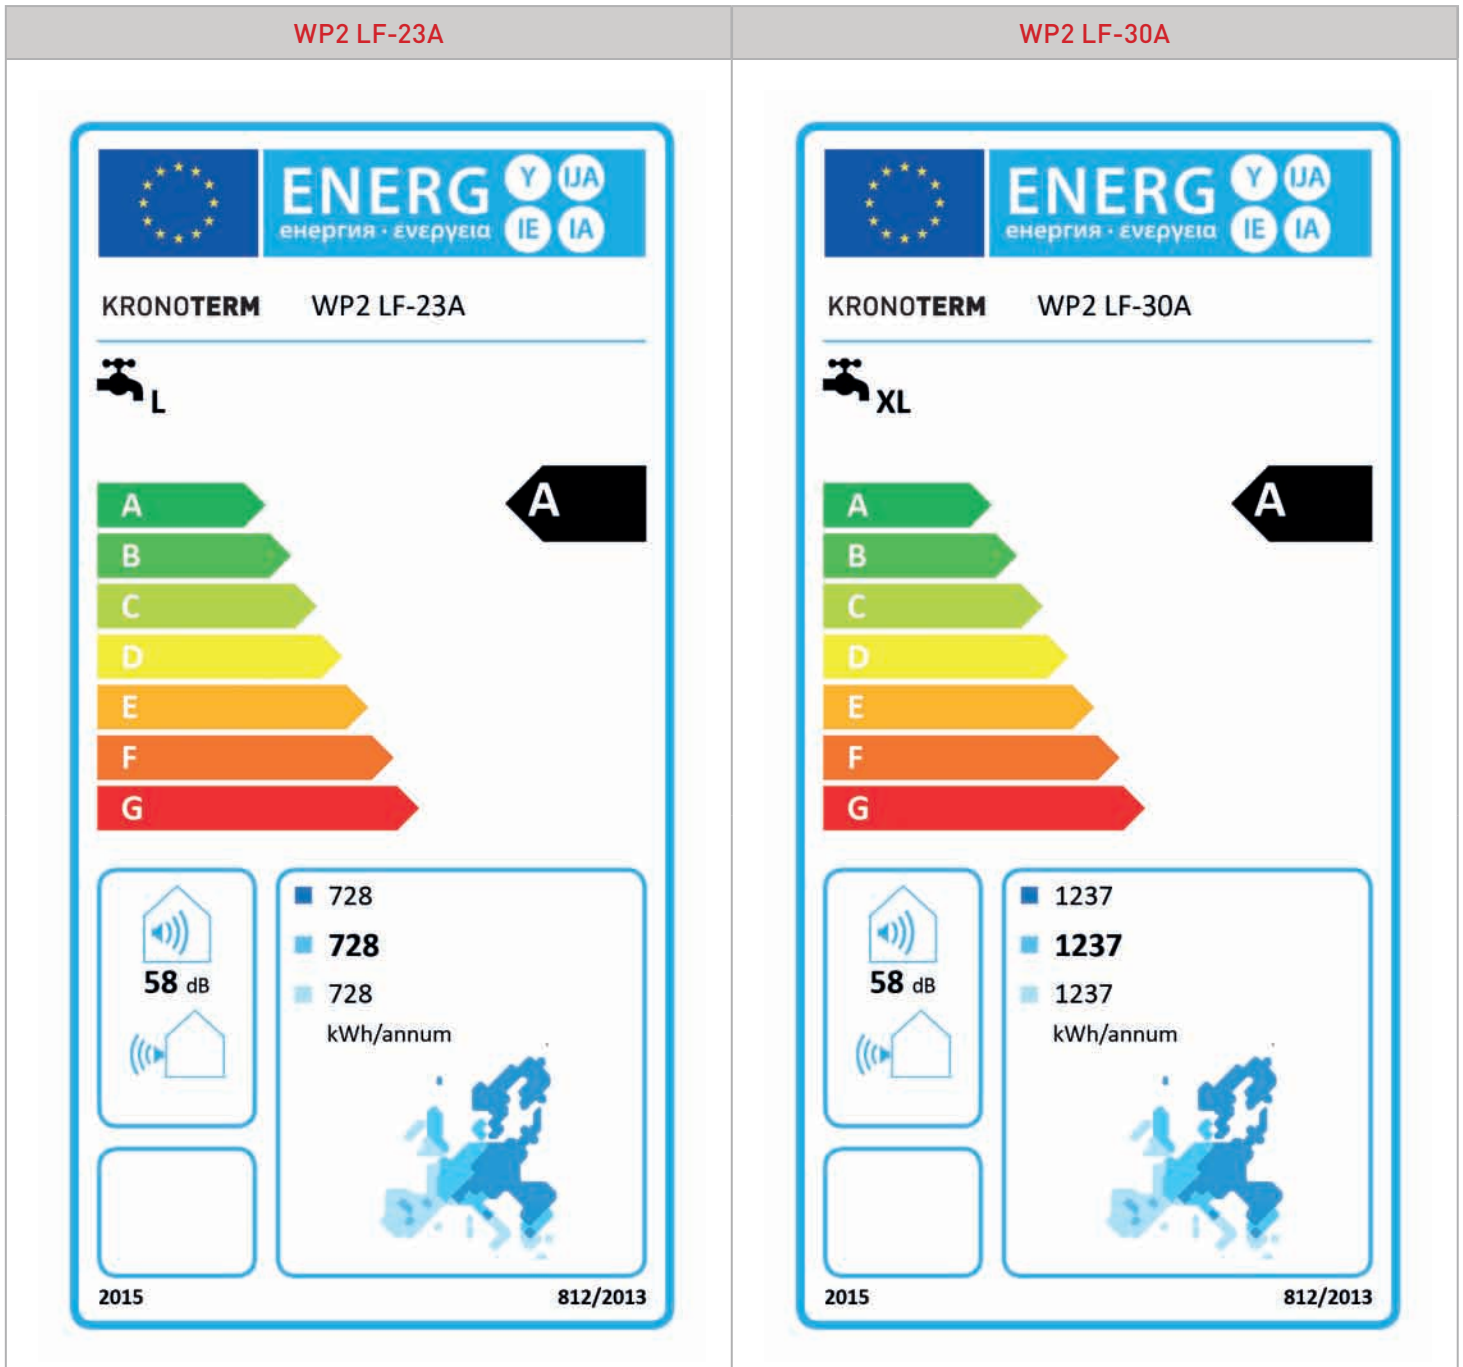 WP2 LF-23A
WP2 LF-30A
ENERG Y IJA
енергия · ενεργεια IE IA
KRONOTERM WP2 LF-23A
L
A
A
B
C
D
E
F
G
728
728
58 dB
728
kWh/annum
2015 812/2013
ENERG Y IJA
енергия · ενεργεια IE IA
KRONOTERM WP2 LF-30A
XL
A
A
B
C
D
E
F
G
1237
1237
58 dB
1237
kWh/annum
2015 812/2013